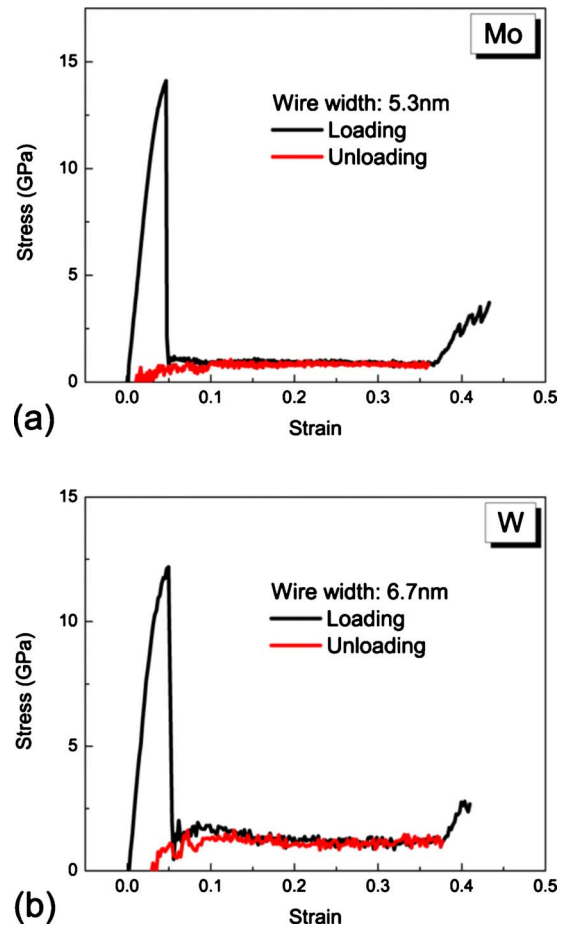 Mo
15
10
5
0
Stress (GPa)
Wire width: 5.3nm
Loading
Unloading
0.0 0.1 0.2 0.3 0.4 0.5
Strain
(a)
W
15
10
5
0
Stress (GPa)
Wire width: 6.7nm
Loading
Unloading
0.0 0.1 0.2 0.3 0.4 0.5
Strain
(b)